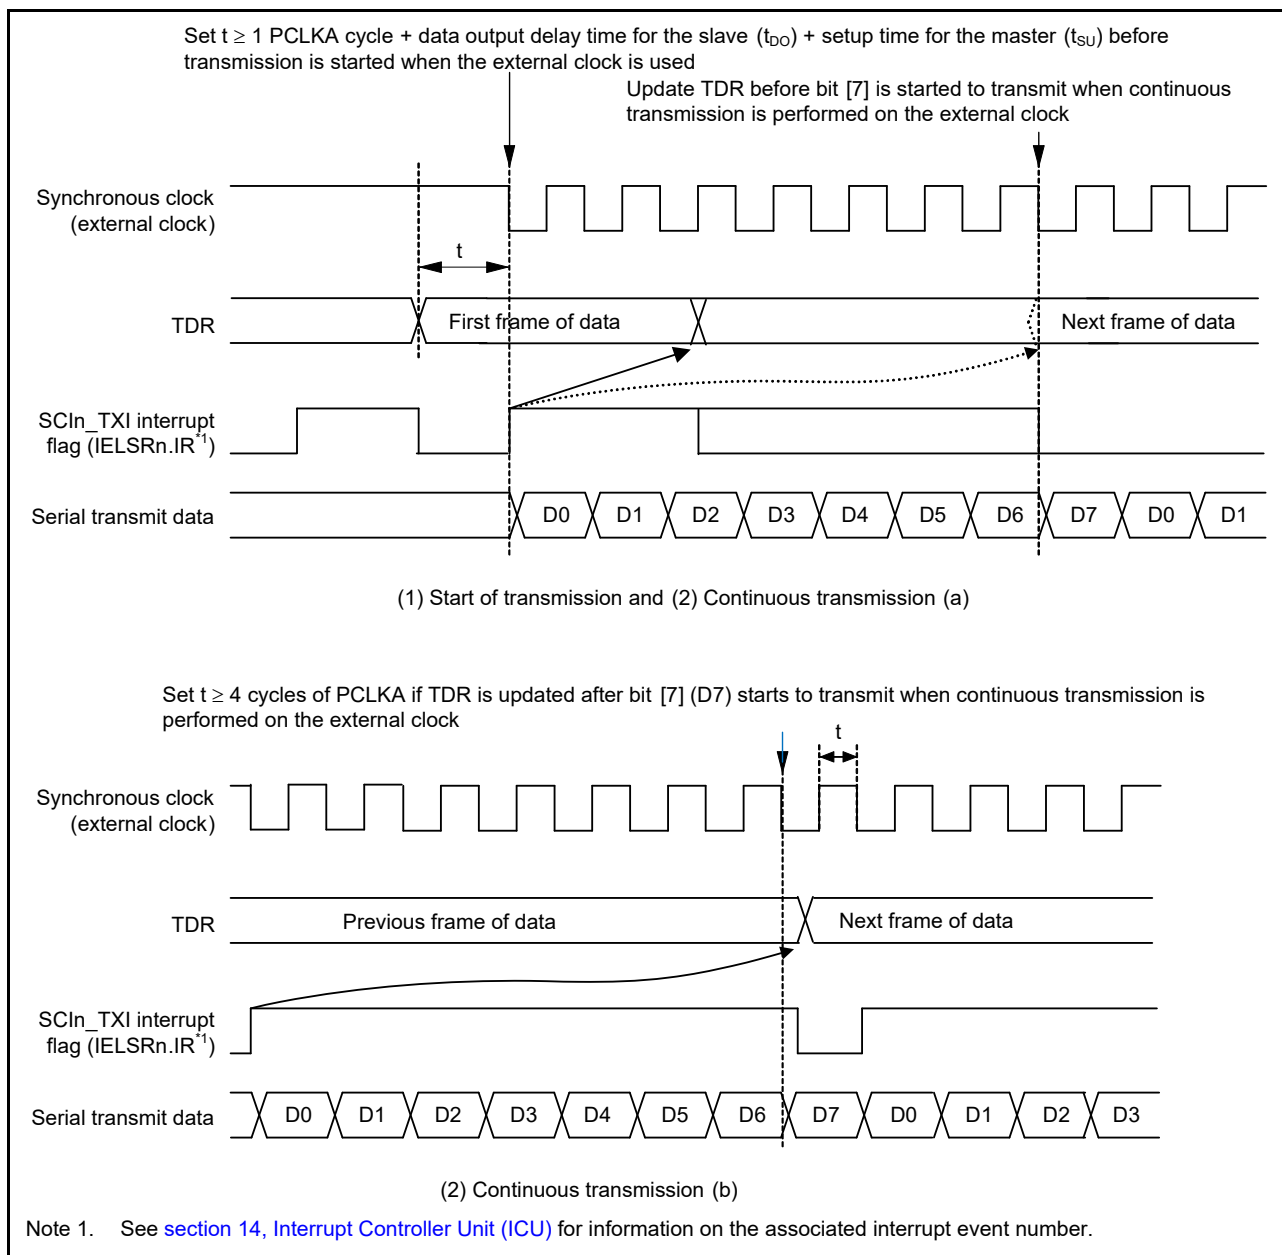 Set t ≥ 1 PCLKA cycle + data output delay time for the slave (tDO) + setup time for the master (tSU) before
transmission is started when the external clock is used
Update TDR before bit [7] is started to transmit when continuous
transmission is performed on the external clock
Synchronous clock
(external clock)
t
TDR
First frame of data
Next frame of data
SCIn_TXI interrupt
flag (IELSRn.IR*1)
Serial transmit data
D0 D1 D2 D3 D4 D5 D6 D7 D0 D1
(1) Start of transmission and (2) Continuous transmission (a)
Set t ≥ 4 cycles of PCLKA if TDR is updated after bit [7] (D7) starts to transmit when continuous transmission is
performed on the external clock
t
Synchronous clock
(external clock)
TDR
Previous frame of data
Next frame of data
SCIn_TXI interrupt
flag (IELSRn.IR*1)
Serial transmit data
D0 D1 D2 D3 D4 D5 D6 D7 D0 D1 D2 D3
(2) Continuous transmission (b)
Note 1. See section 14, Interrupt Controller Unit (ICU) for information on the associated interrupt event number.